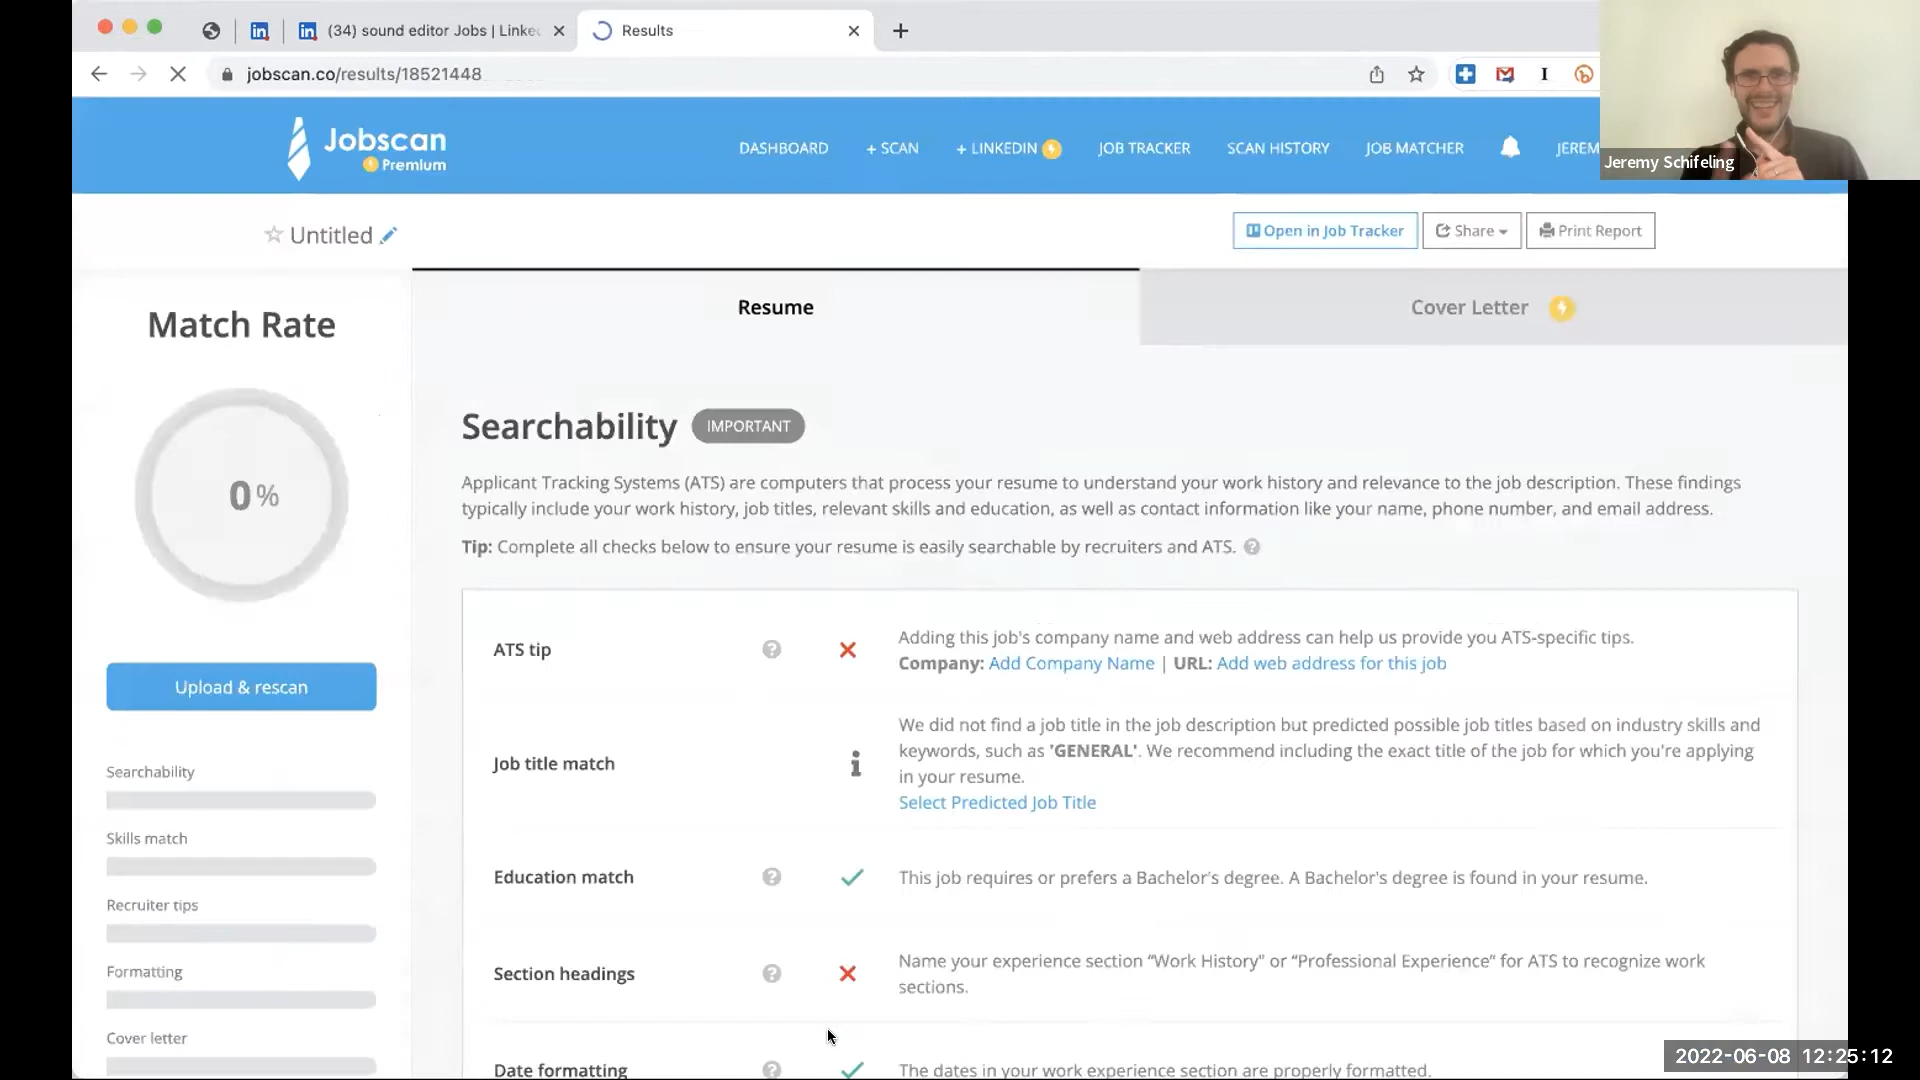 (34) sound editor Jobs | Linke
Results
jobscan.co/results/18521448
Jobscan
Premium
DASHBOARD
+ SCAN
+ LINKEDIN
JOB TRACKER
SCAN HISTORY
JOB MATCHER
JEREM
Jeremy Schifeling
Untitled
Open in Job Tracker
Share
Print Report
Match Rate
0%
Upload & rescan
Searchability
Skills match
Recruiter tips
Formatting
Cover letter
Resume
Cover Letter
Searchability IMPORTANT
Applicant Tracking Systems (ATS) are computers that process your resume to understand your work history and relevance to the job description. These findings
typically include your work history, job titles, relevant skills and education, as well as contact information like your name, phone number, and email address.
Tip: Complete all checks below to ensure your resume is easily searchable by recruiters and ATS.
ATS tip
Adding this job's company name and web address can help us provide you ATS-specific tips.
Company: Add Company Name | URL: Add web address for this job
Job title match
We did not find a job title in the job description but predicted possible job titles based on industry skills and
keywords, such as 'GENERAL'. We recommend including the exact title of the job for which you're applying
in your resume.
Select Predicted Job Title
Education match
This job requires or prefers a Bachelor's degree. A Bachelor's degree is found in your resume.
Section headings
Name your experience section “Work History” or “Professional Experience” for ATS to recognize work
sections.
Date formatting
The dates in your work experience section are properly formatted.
2022-06-08 12:25:12